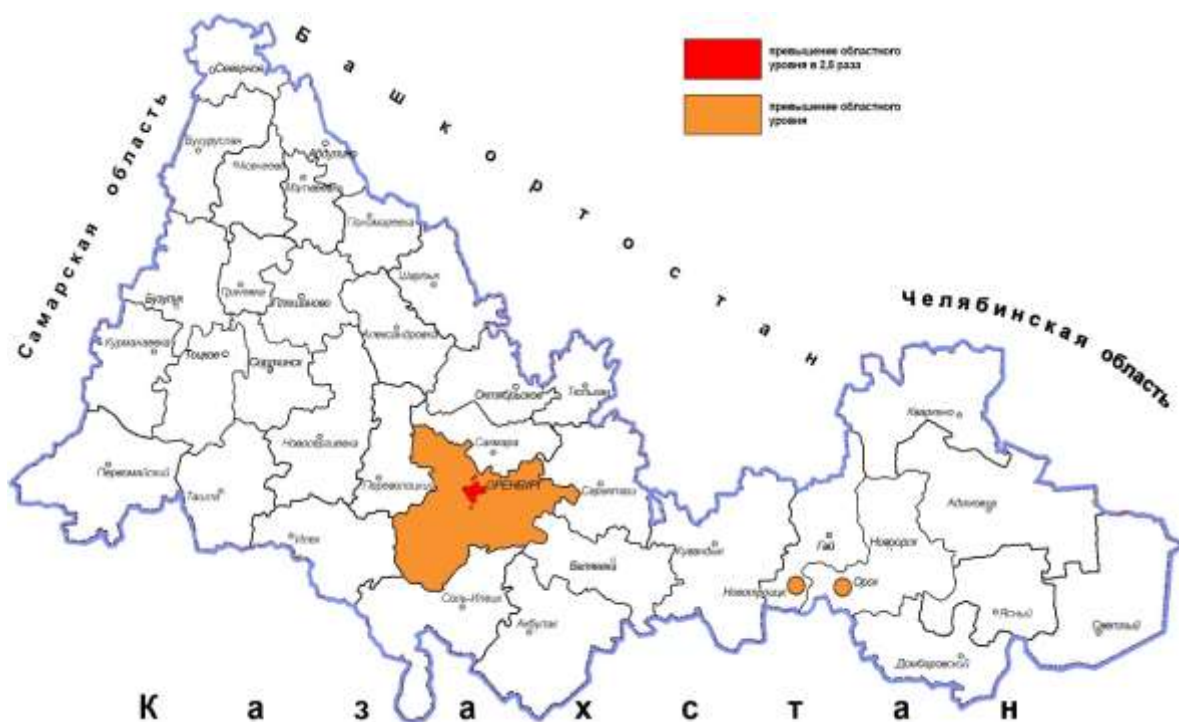 превышение областного
уровня в 2,5 раза
превышение областного
уровня
Башкортостан
Самарская область
Челябинская область
Казахстан
Северное
Бугуруслан
Асекеево
Абдулино
Матвеевка
Пономаревка
Шарлык
Грачевка
Плешаново
Бузулук
Александровка
Курманаевка
Тоцкое
Сорочинск
Октябрьское
Тюльган
Кваркено
Новосергиевка
Сакмара
Первомайский
Ташла
Переволоцкий
ОРЕНБУРГ
Саракташ
Адамовка
Илек
Беляевка
Кувандык
Гай
Новоорск
Новотроицк
Орск
Соль-Илецк
Акбулак
Ясный
Светлый
Домбаровский